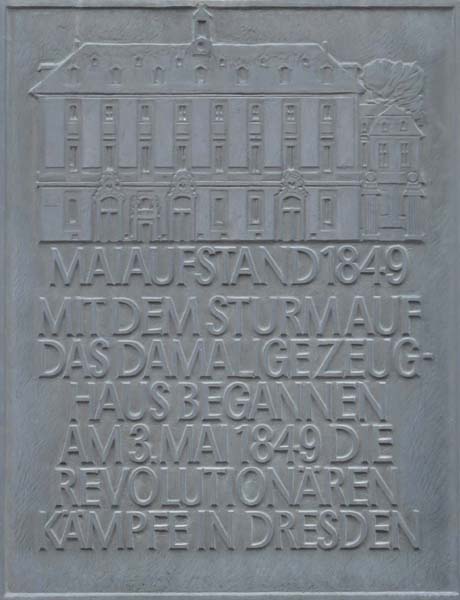 MAIAUFSTAND 1849
MIT DEM STURM AUF
DAS DAMALIGE ZEUG-
HAUS BEGANNEN
AM 3. MAI 1849 DIE
REVOLUTIONÄREN
KÄMPFE IN DRESDEN